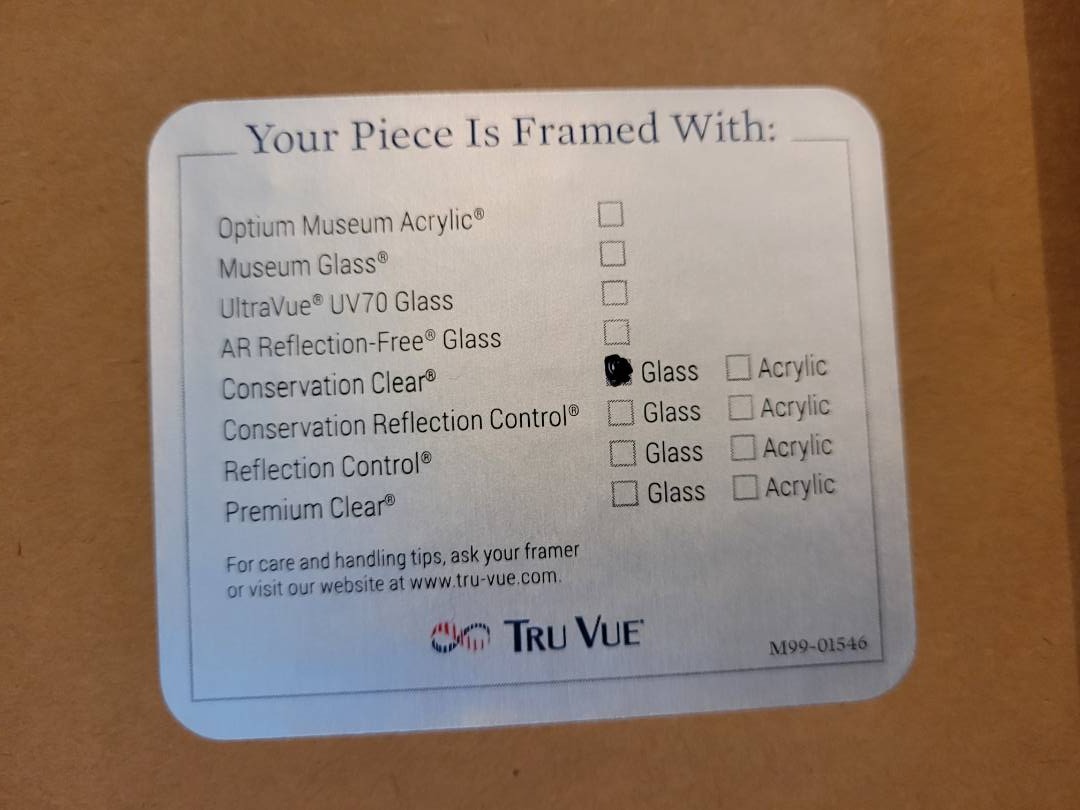 Your Piece Is Framed With:
Optium Museum Acrylic®
Museum Glass®
UltraVue® UV70 Glass
AR Reflection-Free® Glass
Conservation Clear® Glass Acrylic
Conservation Reflection Control® Glass Acrylic
Reflection Control® Glass Acrylic
Premium Clear® Glass Acrylic
For care and handling tips, ask your framer
or visit our website at www.tru-vue.com.
TRU VUE
M99-01546